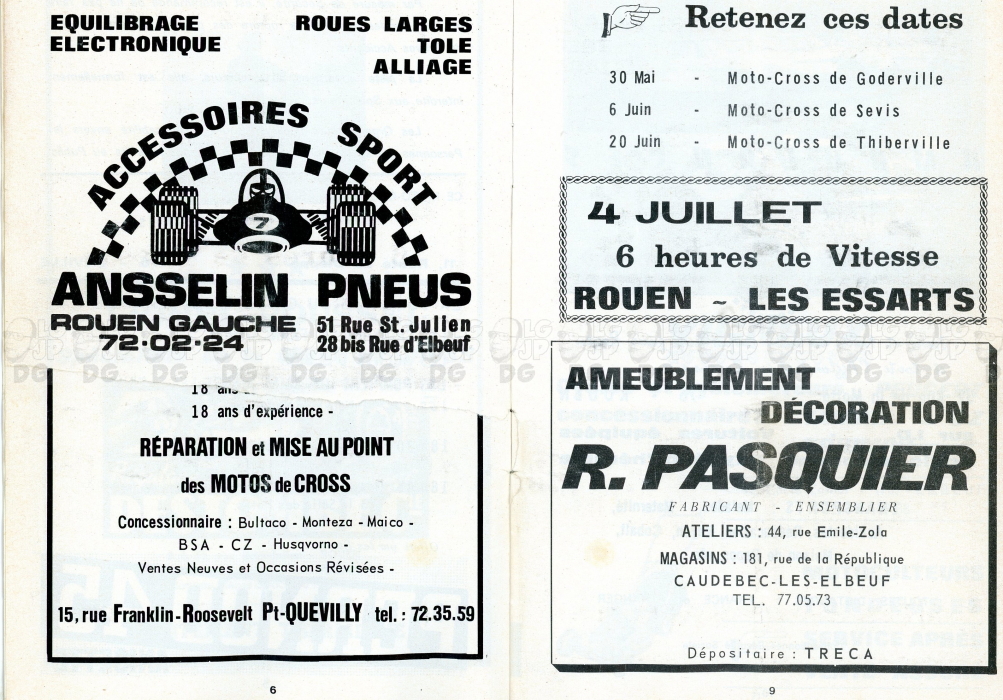 EQUILIBRAGE
ELECTRONIQUE
ROUES LARGES
TOLE
ALLIAGE
ACCESSOIRES SPORT
7
ANSSELIN PNEUS
ROUEN GAUCHE
72·02·24
51 Rue St. Julien
28 bis Rue d'Elbeuf
18 ans
18 ans d'expérience -
RÉPARATION et MISE AU POINT
des MOTOS de CROSS
Concessionnaire : Bultaco - Monteza - Maico -
BSA - CZ - Husqvorno -
Ventes Neuves et Occasions Révisées -
15, rue Franklin-Roosevelt Pt-QUEVILLY tel. : 72.35.59
6
Retenez ces dates
30 Mai - Moto-Cross de Goderville
6 Juin - Moto-Cross de Sevis
20 Juin - Moto-Cross de Thiberville
4 JUILLET
6 heures de Vitesse
ROUEN ~ LES ESSARTS
AMEUBLEMENT
DÉCORATION
R. PASQUIER
FABRICANT - ENSEMBLIER
ATELIERS : 44, rue Emile-Zola
MAGASINS : 181, rue de la République
CAUDEBEC-LES-ELBEUF
TEL. 77.05.73
Dépositaire : TRECA
9